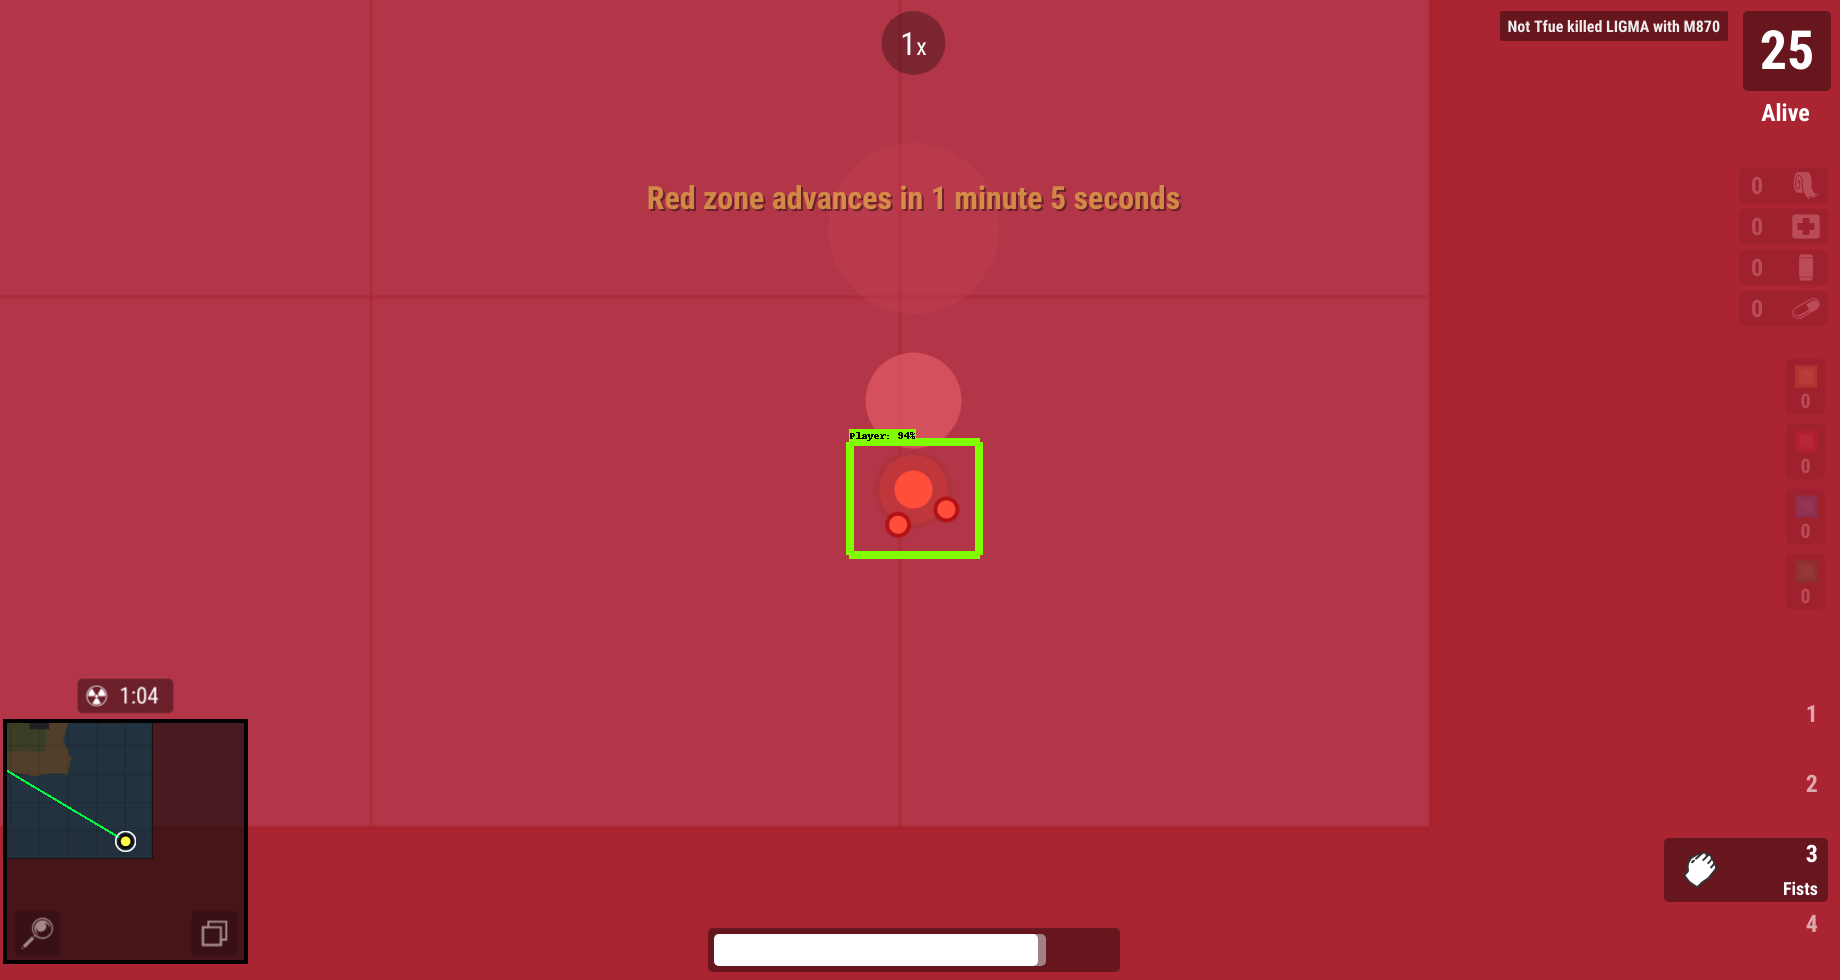 1x
Not Tfue killed LIGMA with M870
25
Alive
Red zone advances in 1 minute 5 seconds
0
0
0
0
0
0
0
0
Player: 94%
1:04
1
2
3
Fists
4